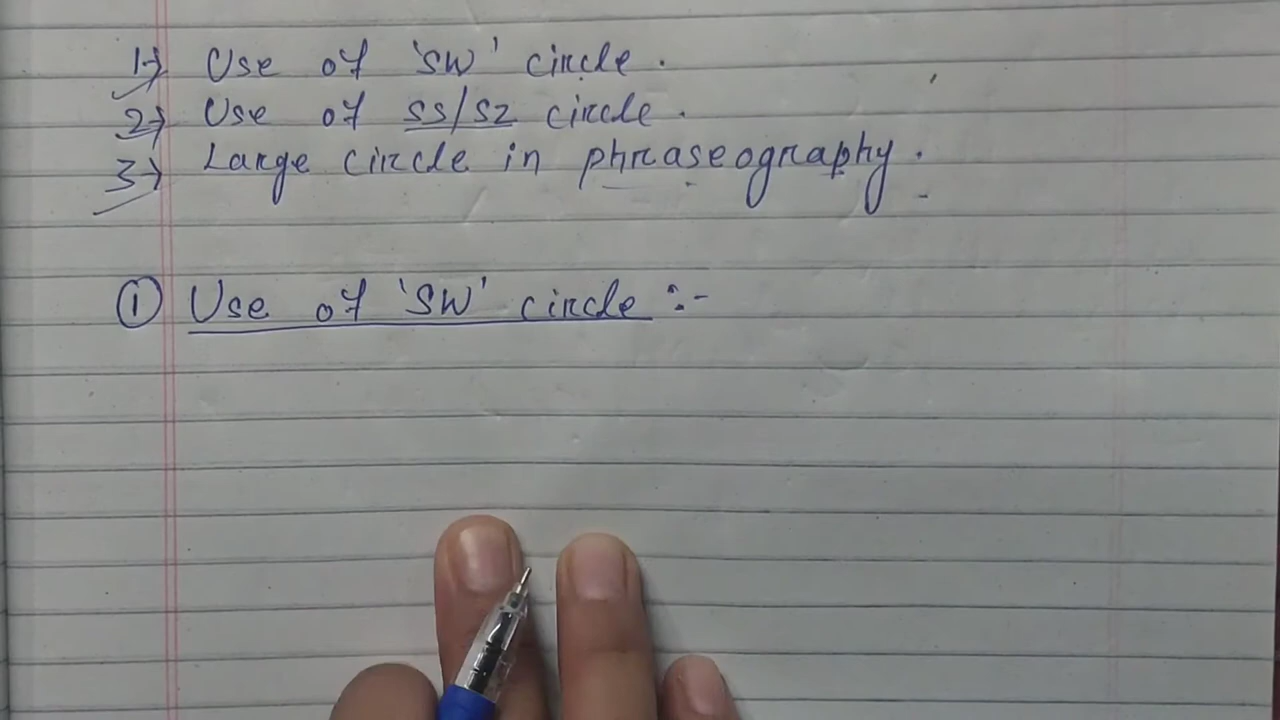 1→ Use of 'SW' circle.
2→ Use of SS/SZ circle.
3→ Large circle in phraseography.
① Use of 'SW' circle :-